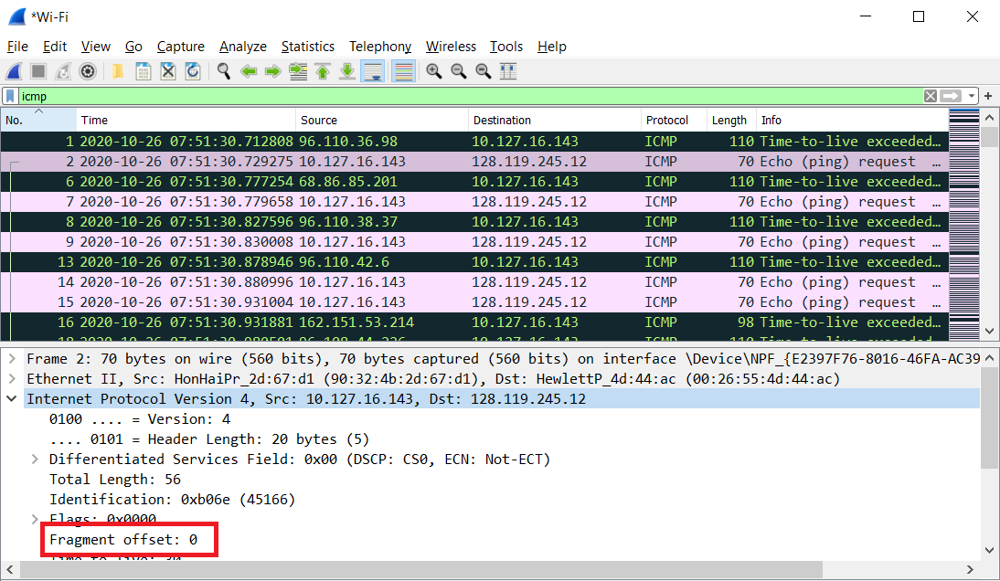 *Wi-Fi
File Edit View Go Capture Analyze Statistics Telephony Wireless Tools Help
icmp
No. Time Source Destination Protocol Length Info
1 2020-10-26 07:51:30.712808 96.110.36.98 10.127.16.143 ICMP 110 Time-to-live exceeded…
2 2020-10-26 07:51:30.729275 10.127.16.143 128.119.245.12 ICMP 70 Echo (ping) request …
6 2020-10-26 07:51:30.777254 68.86.85.201 10.127.16.143 ICMP 110 Time-to-live exceeded…
7 2020-10-26 07:51:30.779658 10.127.16.143 128.119.245.12 ICMP 70 Echo (ping) request …
8 2020-10-26 07:51:30.827596 96.110.38.37 10.127.16.143 ICMP 110 Time-to-live exceeded…
9 2020-10-26 07:51:30.830008 10.127.16.143 128.119.245.12 ICMP 70 Echo (ping) request …
13 2020-10-26 07:51:30.878946 96.110.42.6 10.127.16.143 ICMP 110 Time-to-live exceeded…
14 2020-10-26 07:51:30.880996 10.127.16.143 128.119.245.12 ICMP 70 Echo (ping) request …
15 2020-10-26 07:51:30.931004 10.127.16.143 128.119.245.12 ICMP 70 Echo (ping) request …
16 2020-10-26 07:51:30.931881 162.151.53.214 10.127.16.143 ICMP 98 Time-to-live exceeded…
Frame 2: 70 bytes on wire (560 bits), 70 bytes captured (560 bits) on interface \Device\NPF_{E2397F76-8016-46FA-AC39
Ethernet II, Src: HonHaiPr_2d:67:d1 (90:32:4b:2d:67:d1), Dst: HewlettP_4d:44:ac (00:26:55:4d:44:ac)
Internet Protocol Version 4, Src: 10.127.16.143, Dst: 128.119.245.12
0100 .... = Version: 4
.... 0101 = Header Length: 20 bytes (5)
Differentiated Services Field: 0x00 (DSCP: CS0, ECN: Not-ECT)
Total Length: 56
Identification: 0xb06e (45166)
Flags: 0x0000
Fragment offset: 0